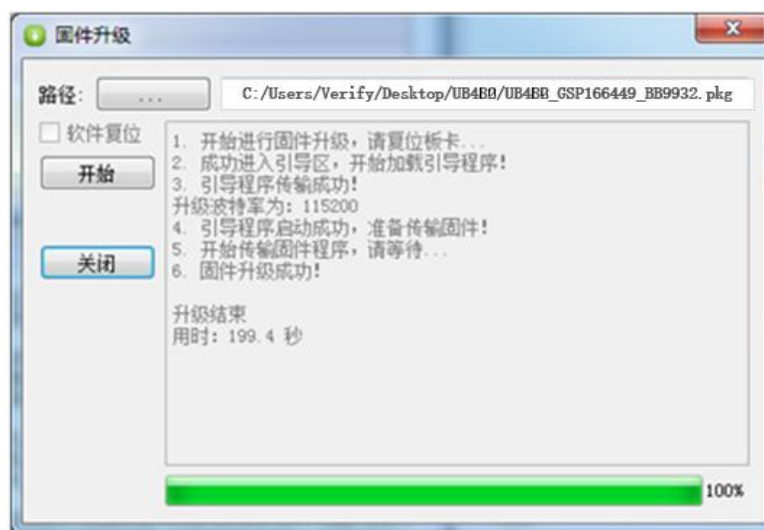 固件升级
路径: ... C:/Users/Verify/Desktop/UB4B0/UB4B0_GSP166449_BB9932.pkg
软件复位
开始
关闭
1. 开始进行固件升级，请复位板卡...
2. 成功进入引导区，开始加载引导程序!
3. 引导程序传输成功!
升级波特率为: 115200
4. 引导程序启动成功，准备传输固件!
5. 开始传输固件程序，请等待...
6. 固件升级成功!
升级结束
用时: 199.4 秒
100%